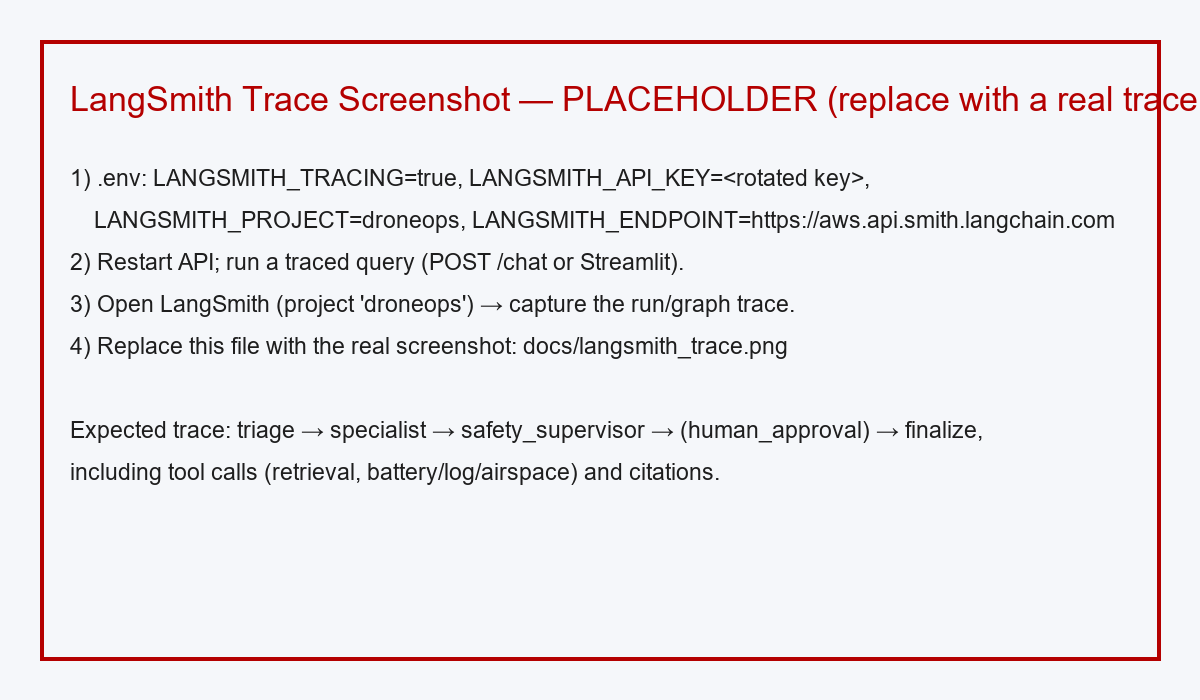 LangSmith Trace Screenshot — PLACEHOLDER (replace with a real trace
1) .env: LANGSMITH_TRACING=true, LANGSMITH_API_KEY=<rotated key>,
LANGSMITH_PROJECT=droneops, LANGSMITH_ENDPOINT=https://aws.api.smith.langchain.com
2) Restart API; run a traced query (POST /chat or Streamlit).
3) Open LangSmith (project 'droneops') → capture the run/graph trace.
4) Replace this file with the real screenshot: docs/langsmith_trace.png
Expected trace: triage → specialist → safety_supervisor → (human_approval) → finalize,
including tool calls (retrieval, battery/log/airspace) and citations.